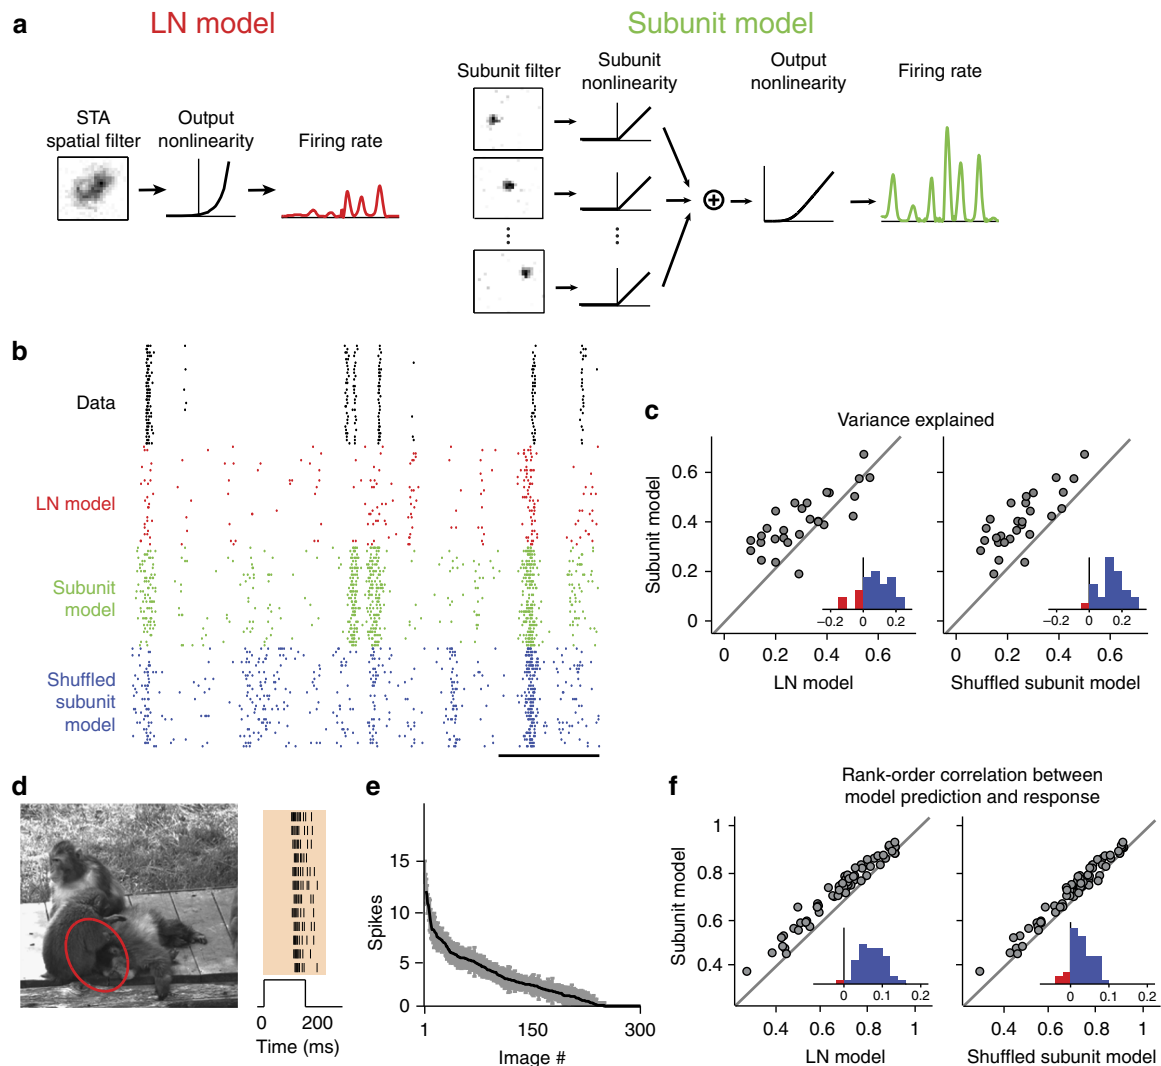 a
LN model
Subunit model
STA
spatial filter
Output
nonlinearity
Firing rate
Subunit filter
Subunit
nonlinearity
Output
nonlinearity
Firing rate
b
Data
LN model
Subunit
model
Shuffled
subunit
model
c
Variance explained
Subunit model
0.6
0.4
0.2
0
0
0.2
0.4
0.6
LN model
−0.2
0
0.2
0
0.2
0.4
0.6
Shuffled subunit model
−0.2
0
0.2
d
0
200
Time (ms)
e
Spikes
15
10
5
0
1
150
300
Image #
f
Rank-order correlation between
model prediction and response
Subunit model
1
0.8
0.6
0.4
0.4
0.6
0.8
1
LN model
0
0.1
0.2
0.4
0.6
0.8
1
Shuffled subunit model
0
0.1
0.2